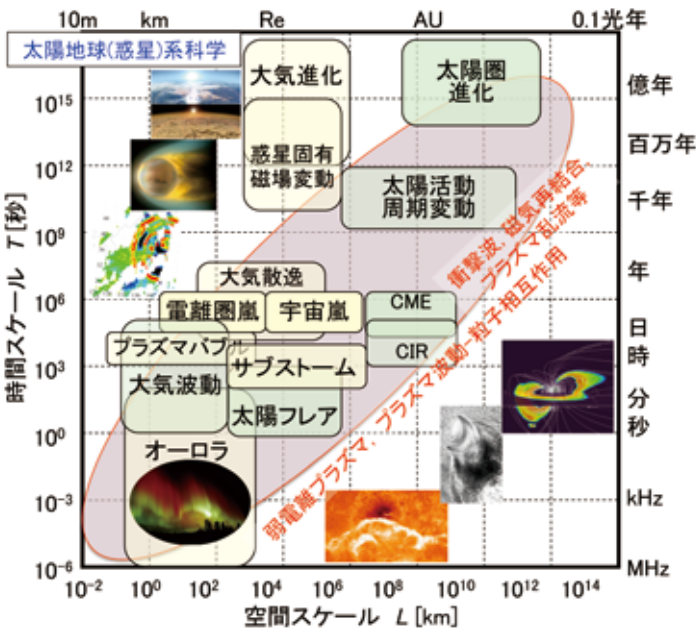 10m km Re AU 0.1光年
太陽地球(惑星)系科学
大気進化
太陽圏
進化
億年
10^15
惑星固有
磁場変動
百万年
10^12
太陽活動
周期変動
千年
10^9
衝撃波, 磁気再結合,
プラズマ乱流等
弱電離プラズマ, プラズマ波動-粒子相互作用
時間スケール T [秒]
大気散逸
年
10^6
電離圏嵐
宇宙嵐
CME
日
プラズマバブル
CIR
時
10^3
サブストーム
大気波動
分
太陽フレア
10^0
秒
オーロラ
10^-3
kHz
10^-6
MHz
10^-2 10^0 10^2 10^4 10^6 10^8 10^10 10^12 10^14
空間スケール L [km]